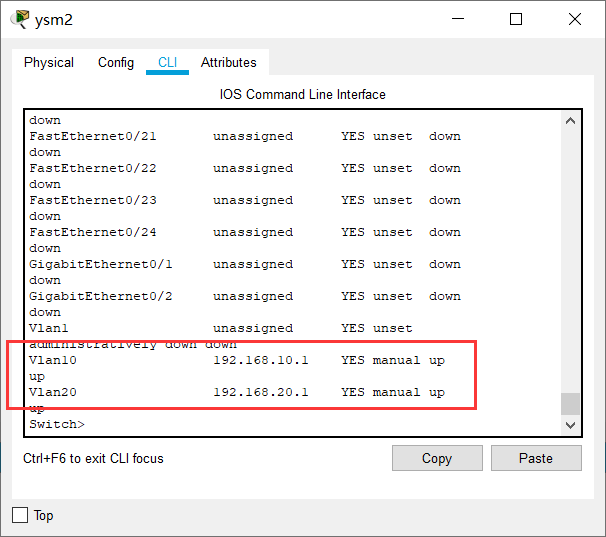 ysm2
Physical Config CLI Attributes
IOS Command Line Interface
down
FastEthernet0/21 unassigned YES unset down
down
FastEthernet0/22 unassigned YES unset down
down
FastEthernet0/23 unassigned YES unset down
down
FastEthernet0/24 unassigned YES unset down
down
GigabitEthernet0/1 unassigned YES unset down
down
GigabitEthernet0/2 unassigned YES unset down
down
Vlan1 unassigned YES unset
administratively down down
Vlan10 192.168.10.1 YES manual up
up
Vlan20 192.168.20.1 YES manual up
up
Switch>
Ctrl+F6 to exit CLI focus Copy Paste
Top